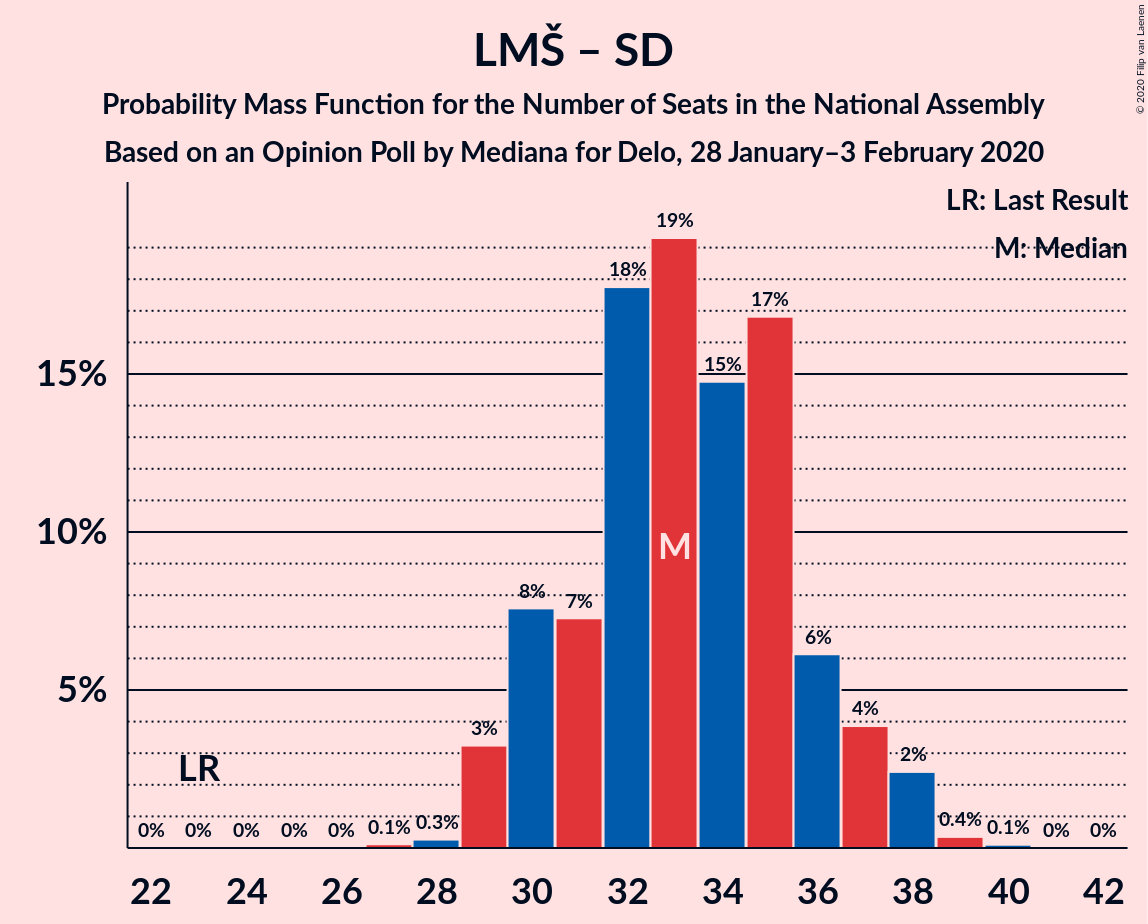 LMŠ – SD
Probability Mass Function for the Number of Seats in the National Assembly
Based on an Opinion Poll by Mediana for Delo, 28 January–3 February 2020
© 2020 Filip van Laenen
LR: Last Result
M: Median
19%
18%
17%
15%
15%
10%
M
8%
7%
6%
5%
4%
3%
2%
LR
0% 0% 0% 0% 0% 0.1% 0.3% 0.4% 0.1% 0% 0%
22 24 26 28 30 32 34 36 38 40 42